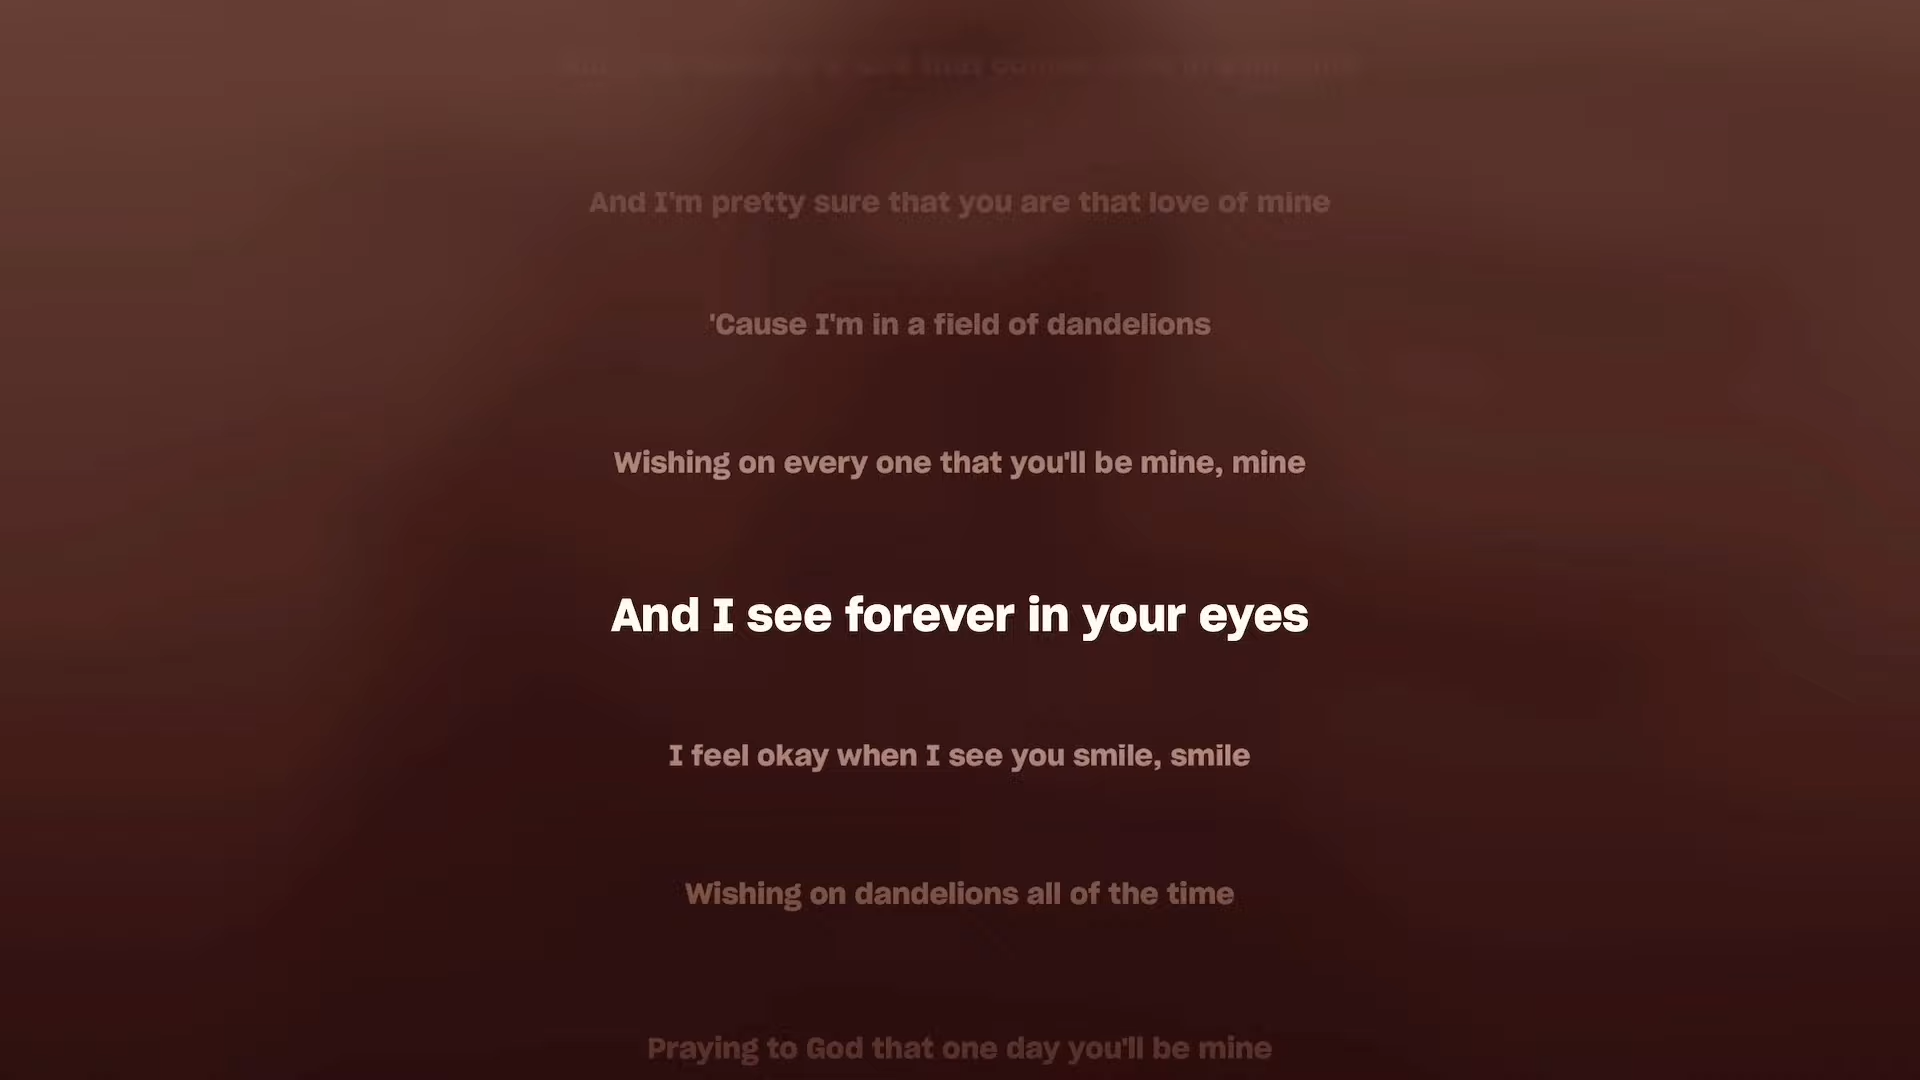 that
And I'm pretty sure that you are that love of mine
'Cause I'm in a field of dandelions
Wishing on every one that you'll be mine, mine
And I see forever in your eyes
I feel okay when I see you smile, smile
Wishing on dandelions all of the time
Praying to God that one day you'll be mine